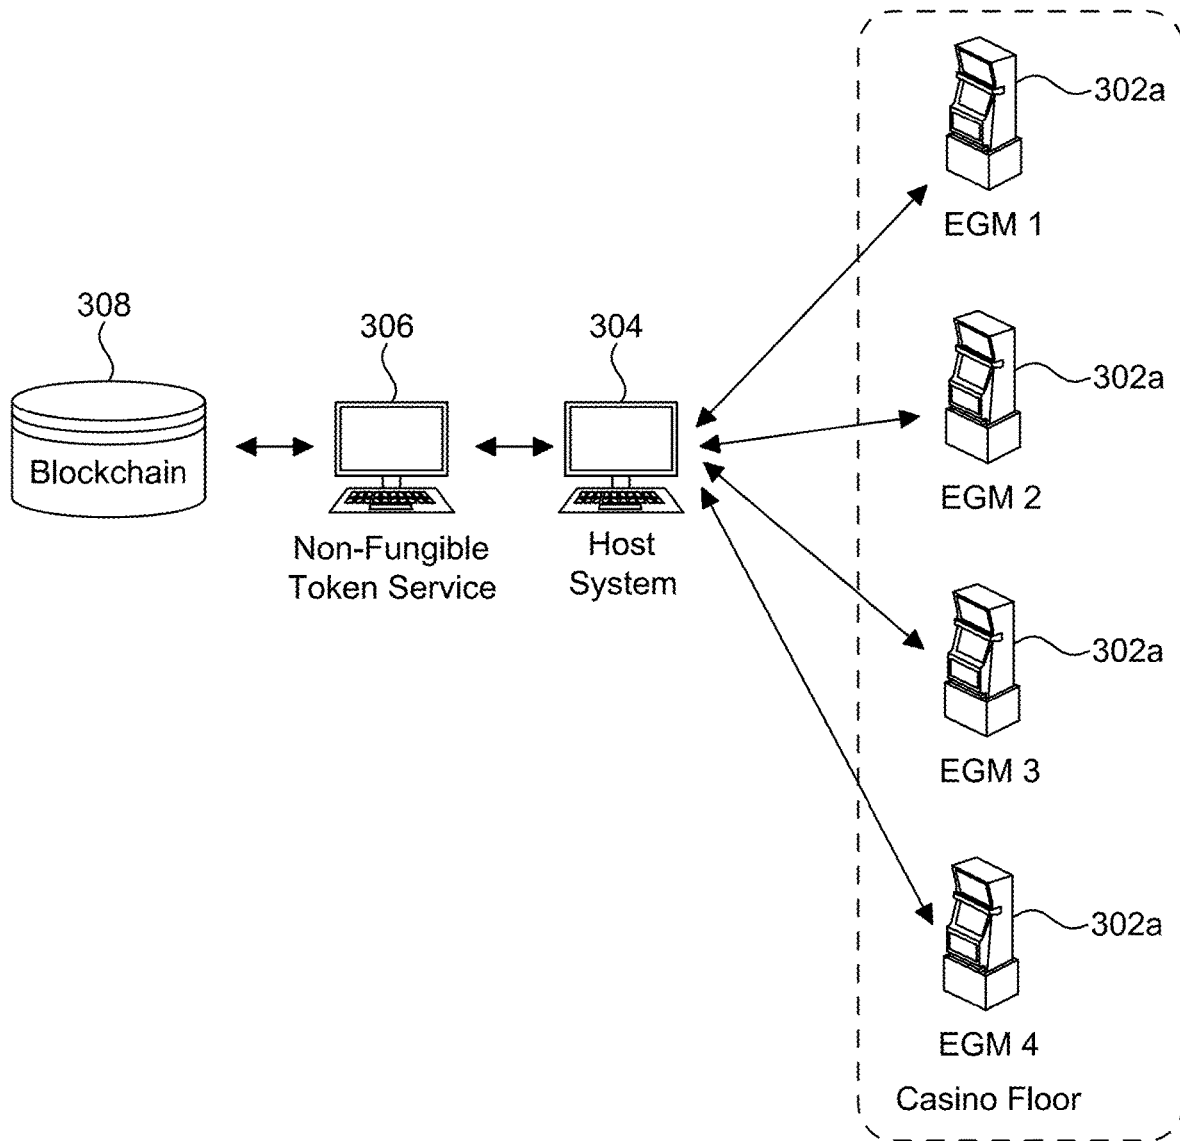 302a
EGM 1
308
306
304
302a
Blockchain
EGM 2
Non-Fungible
Token Service
Host
System
302a
EGM 3
302a
EGM 4
Casino Floor